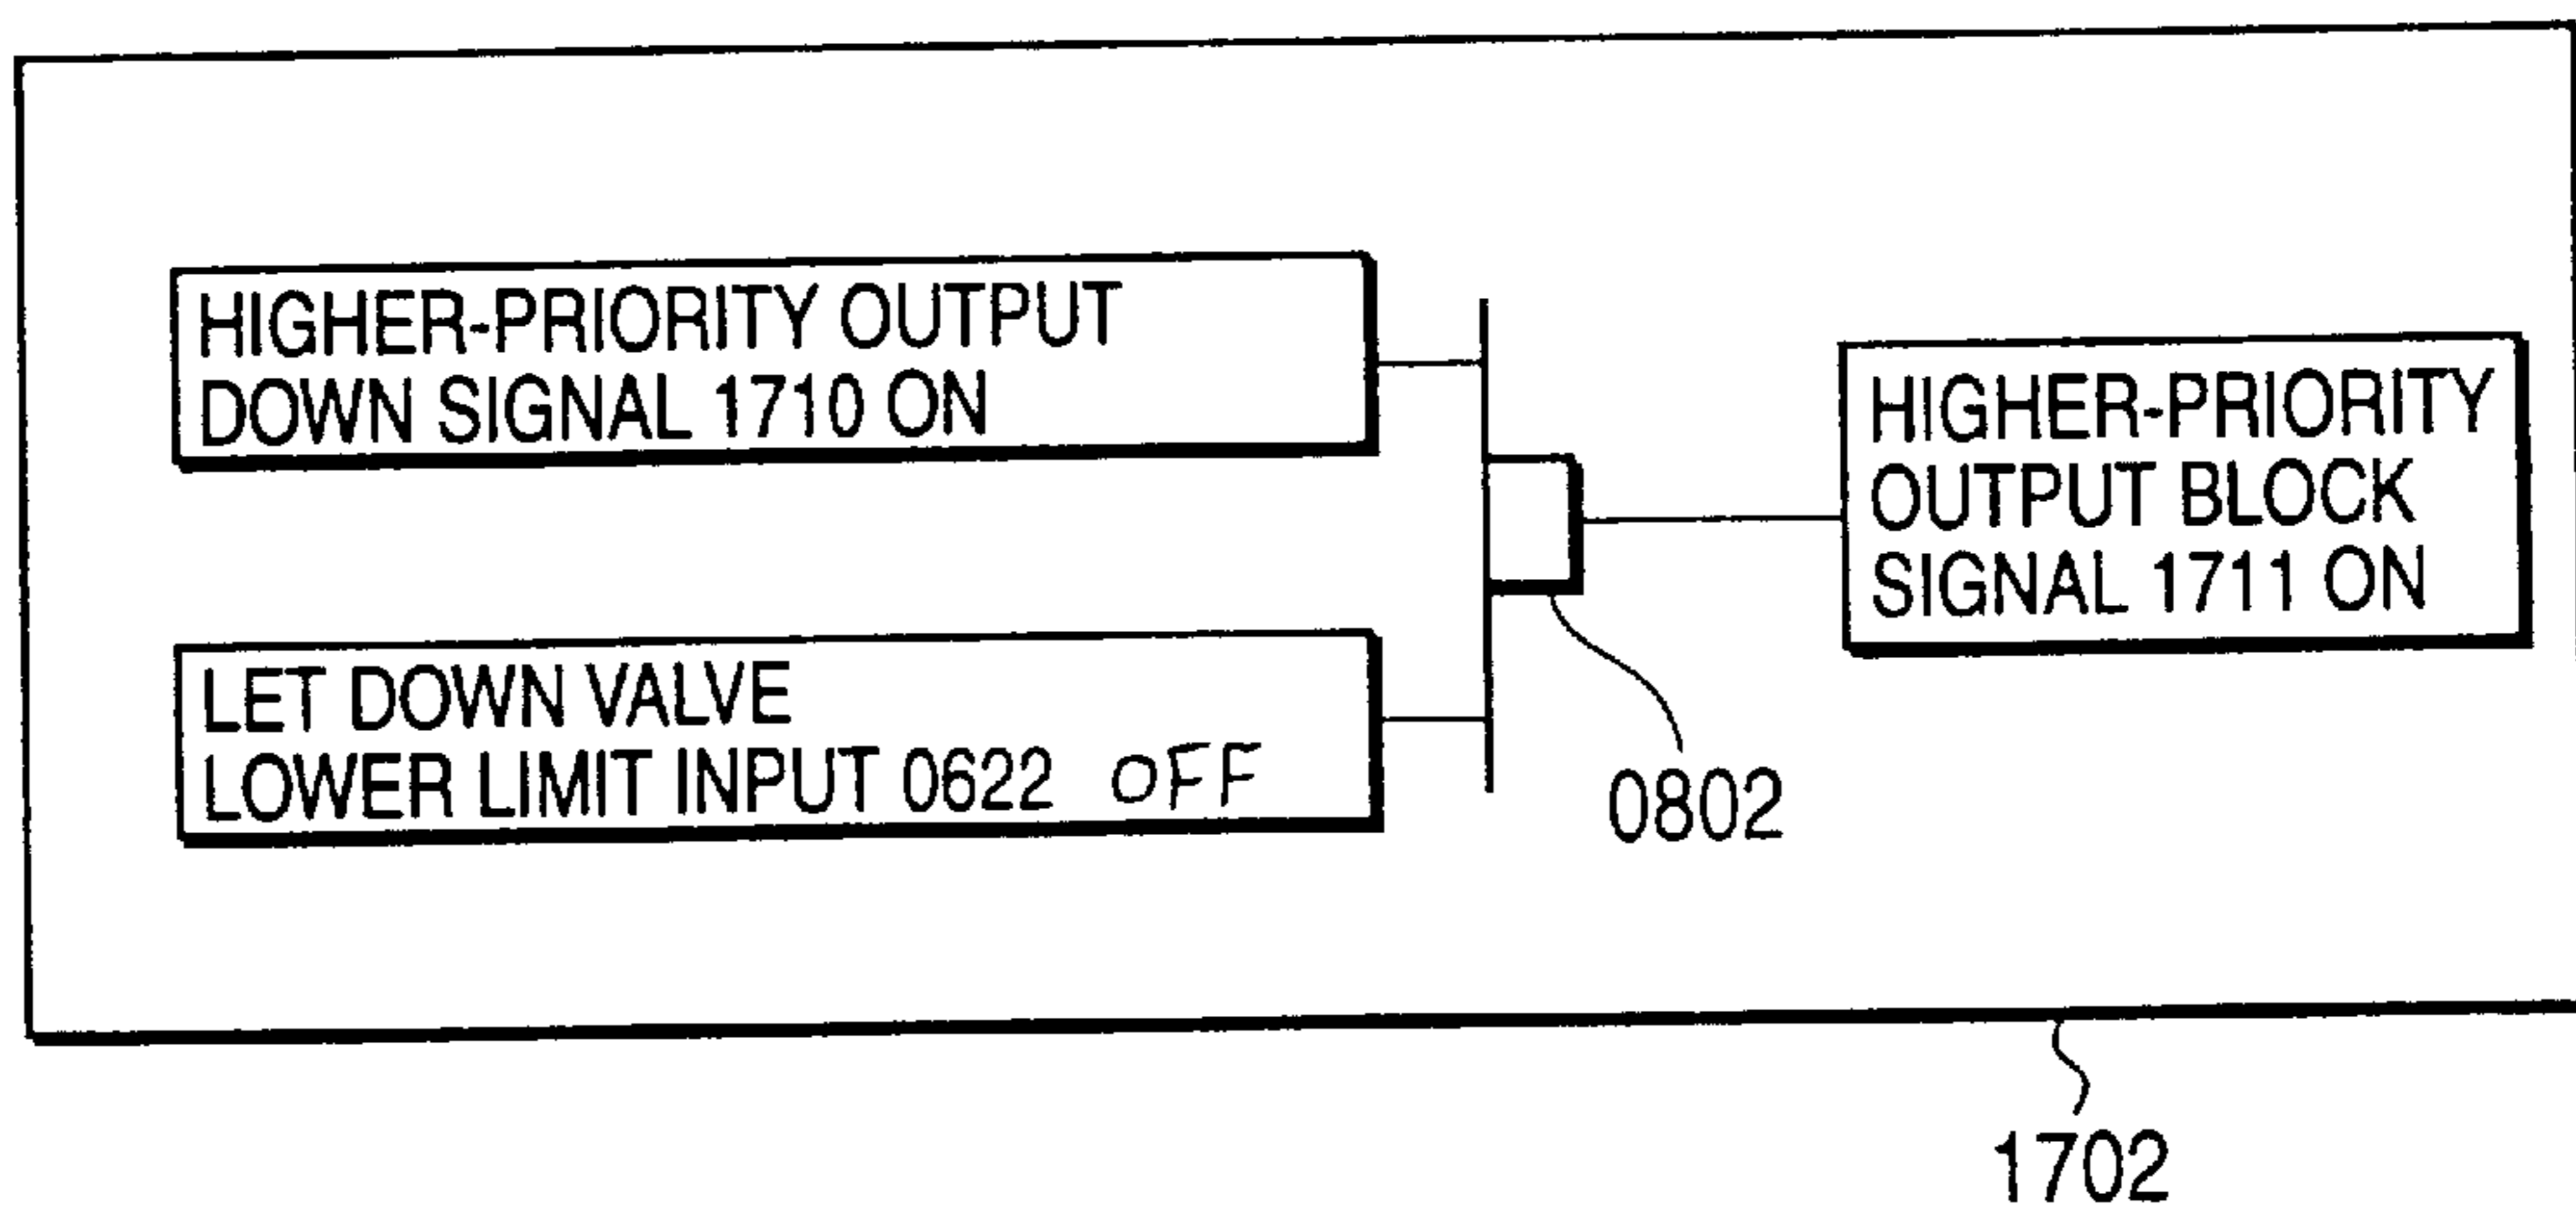 HIGHER-PRIORITY OUTPUT
DOWN SIGNAL 1710 ON
LET DOWN VALVE
LOWER LIMIT INPUT 0622 OFF
HIGHER-PRIORITY
OUTPUT BLOCK
SIGNAL 1711 ON
0802
1702